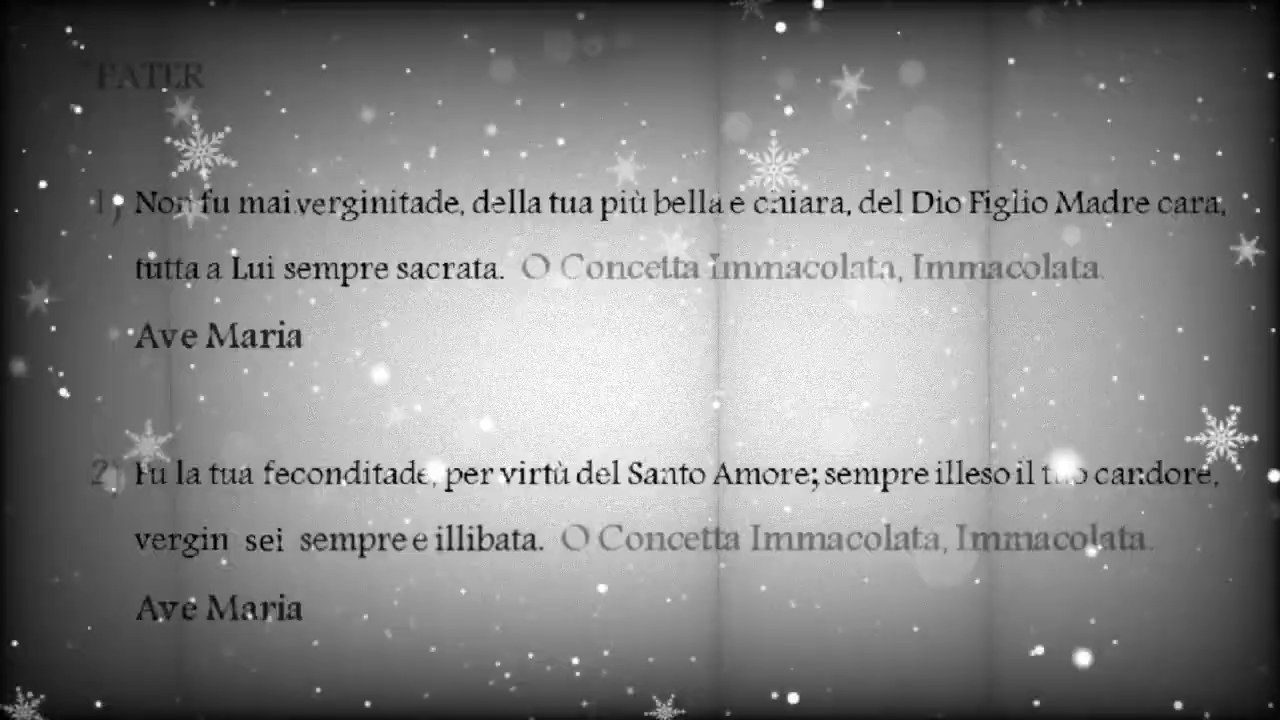 PATER
1) Non fu mai verginitade, della tua più bella e chiara, del Dio Figlio Madre cara,
tutta a Lui sempre sacrata. O Concetta Immacolata, Immacolata.
Ave Maria
2) Fu la tua feconditade, per virtù del Santo Amore; sempre illeso il tuo candore,
vergin sei sempre e illibata. O Concetta Immacolata, Immacolata.
Ave Maria